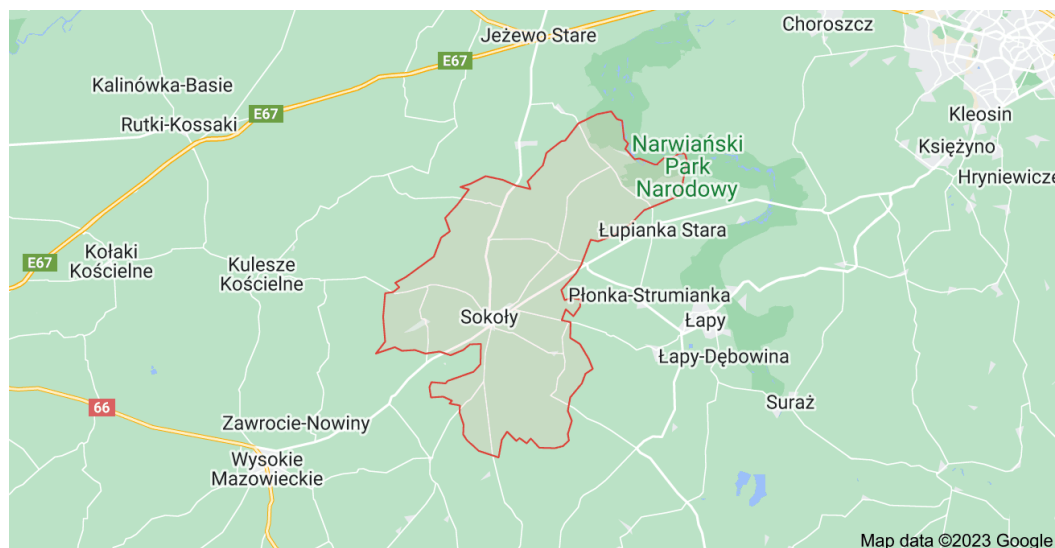 Choroszcz
Jeżewo Stare
E67
Kalinówka-Basie
E67
Rutki-Kossaki
Kleosin
Narwiański
Park
Narodowy
Księżyno
Hryniewicze
Łupianka Stara
Kołaki
Kościelne
E67
Kulesze
Kościelne
Płonka-Strumianka
Sokoły
Łapy
Łapy-Dębowina
Suraż
66
Zawrocie-Nowiny
Wysokie
Mazowieckie
Map data ©2023 Google